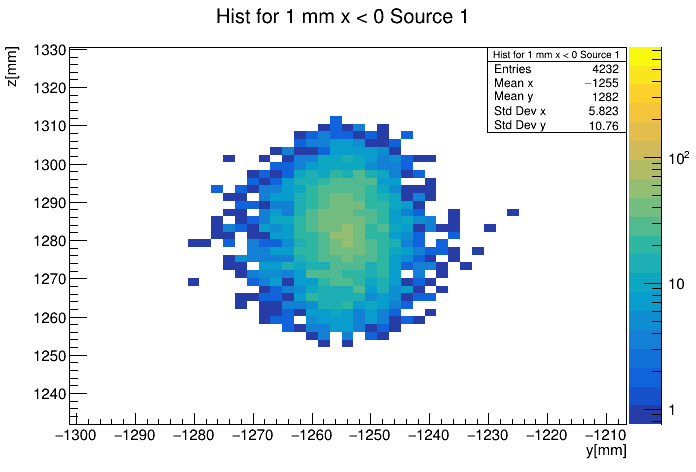 Hist for 1 mm x < 0 Source 1
z[mm]
1330
1320
1310
1300
1290
1280
1270
1260
1250
1240
Hist for 1 mm x < 0 Source 1
Entries 4232
Mean x −1255
Mean y 1282
Std Dev x 5.823
Std Dev y 10.76
10²
10
1
−1300 −1290 −1280 −1270 −1260 −1250 −1240 −1230 −1220 −1210
y[mm]